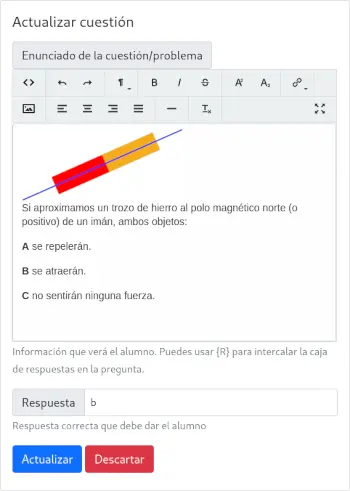 Actualizar cuestión
Enunciado de la cuestión/problema
¶ B I S A² A₂
Tx
Si aproximamos un trozo de hierro al polo magnético norte (o
positivo) de un imán, ambos objetos:
A se repelerán.
B se atraerán.
C no sentirán ninguna fuerza.
Información que verá el alumno. Puedes usar {R} para intercalar la caja
de respuestas en la pregunta.
Respuesta b
Respuesta correcta que debe dar el alumno
Actualizar Descartar